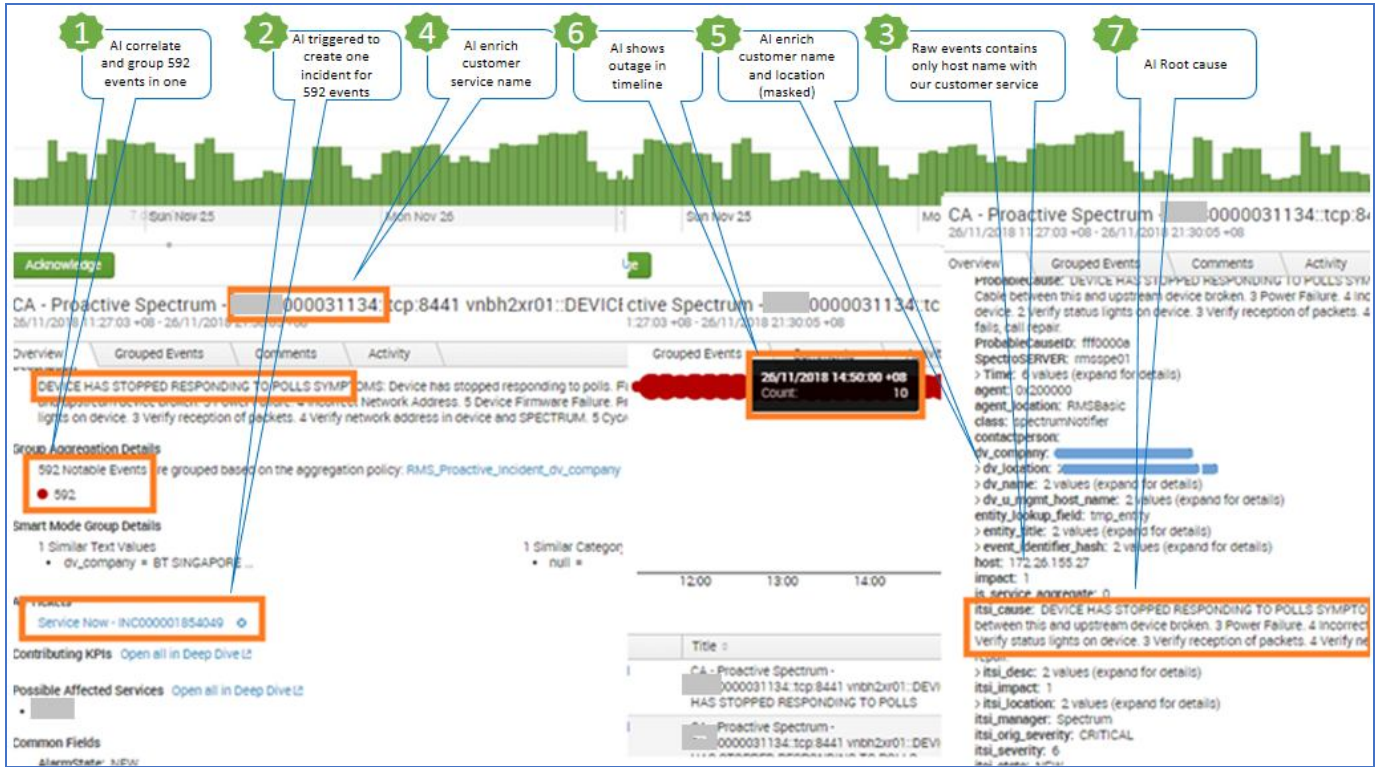 1
AI correlate
and group 592
events in one
2
AI triggered to
create one
incident for
592 events
4
AI enrich
customer
service name
6
AI shows
outage in
timeline
5
AI enrich
customer name
and location
(masked)
3
Raw events contains
only host name with
our customer service
7
AI Root cause
Sun Nov 25
Mon Nov 26
Sun Nov 25
Mo
Acknowledge
CA - Proactive Spectrum - 0000031134::tcp:8441 vnbh2xr01::DEVICE
26/11/2018 11:27:03 +08 - 26/11/2018
Overview Grouped Events Comments Activity
DEVICE HAS STOPPED RESPONDING TO POLLS SYMPTOMS: Device has stopped responding to polls.
Incorrect Network Address. 5 Device Firmware Failure.
lights on device. 3 Verify reception of packets. 4 Verify network address in device and SPECTRUM. 5
Group Aggregation Details
592 Notable Events are grouped based on the aggregation policy: RMS_Proactive_Incident_dv_company
592
Smart Mode Group Details
1 Similar Text Values
dv_company = BT SINGAPORE ...
1 Similar Category
null =
Service Now - INC000001854049
Contributing KPIs Open all in Deep Dive
Possible Affected Services Open all in Deep Dive
Common Fields
AlarmState: NEW
ctive Spectrum - 0000031134::tc
1:27:03 +08 - 26/11/2018 21:30:05 +08
Grouped Events
26/11/2018 14:50:00 +08
Count: 10
12:00 13:00 14:00
Title
CA - Proactive Spectrum -
0000031134::tcp:8441 vnbh2xr01::DEVI
HAS STOPPED RESPONDING TO POLLS
CA - Proactive Spectrum -
0000031134::tcp:8441 vnbh2xr01::DEVI
CA - Proactive Spectrum - 0000031134::tcp:84
26/11/2018 11:27:03 +08 - 26/11/2018 21:30:05 +08
Overview Grouped Events Comments Activity
ProbableCause: DEVICE HAS STOPPED RESPONDING TO POLLS SYM
Cable between this and upstream device broken. 3 Power Failure. 4 Inc
device. 2 Verify status lights on device. 3 Verify reception of packets. 4
fails, call repair.
ProbableCauseID: fff0000a
SpectroSERVER: rmsspe01
> Time: 6 values (expand for details)
agent: 0x200000
agent_location: RMSBasic
class: spectrumNotifier
contactperson:
dv_company:
> dv_location:
> dv_name: 2 values (expand for details)
> dv_u_mgmt_host_name: 2 values (expand for details)
entity_lookup_field: tmp_entity
> entity_title: 2 values (expand for details)
> event_identifier_hash: 2 values (expand for details)
host: 172.26.155.27
impact: 1
is_service_aggregate: 0
itsi_cause: DEVICE HAS STOPPED RESPONDING TO POLLS SYMPTO
between this and upstream device broken. 3 Power Failure. 4 Incorrect
Verify status lights on device. 3 Verify reception of packets. 4 Verify ne
repair.
> itsi_desc: 2 values (expand for details)
itsi_impact: 1
> itsi_location: 2 values (expand for details)
itsi_manager: Spectrum
itsi_orig_severity: CRITICAL
itsi_severity: 6
itsi_state: NEW